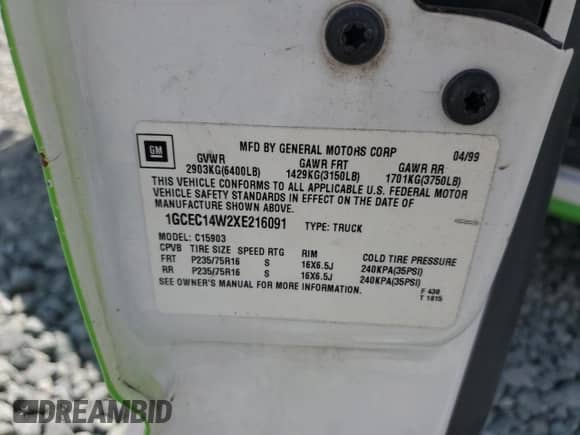 GM
MFD BY GENERAL MOTORS CORP 04/99
GVWR GAWR FRT GAWR RR
2903KG(6400LB) 1429KG(3150LB) 1701KG(3750LB)
THIS VEHICLE CONFORMS TO ALL APPLICABLE U.S. FEDERAL MOTOR
VEHICLE SAFETY STANDARDS IN EFFECT ON THE DATE OF
MANUFACTURE SHOWN ABOVE.
1GCEC14W2XE216091 TYPE: TRUCK
MODEL: C15903
CPVB TIRE SIZE SPEED RTG RIM COLD TIRE PRESSURE
FRT P235/75R16 S 16X6.5J 240KPA(35PSI)
RR P235/75R16 S 16X6.5J 240KPA(35PSI)
SEE OWNER'S MANUAL FOR MORE INFORMATION.
F 430
T 1815
DREAMBID